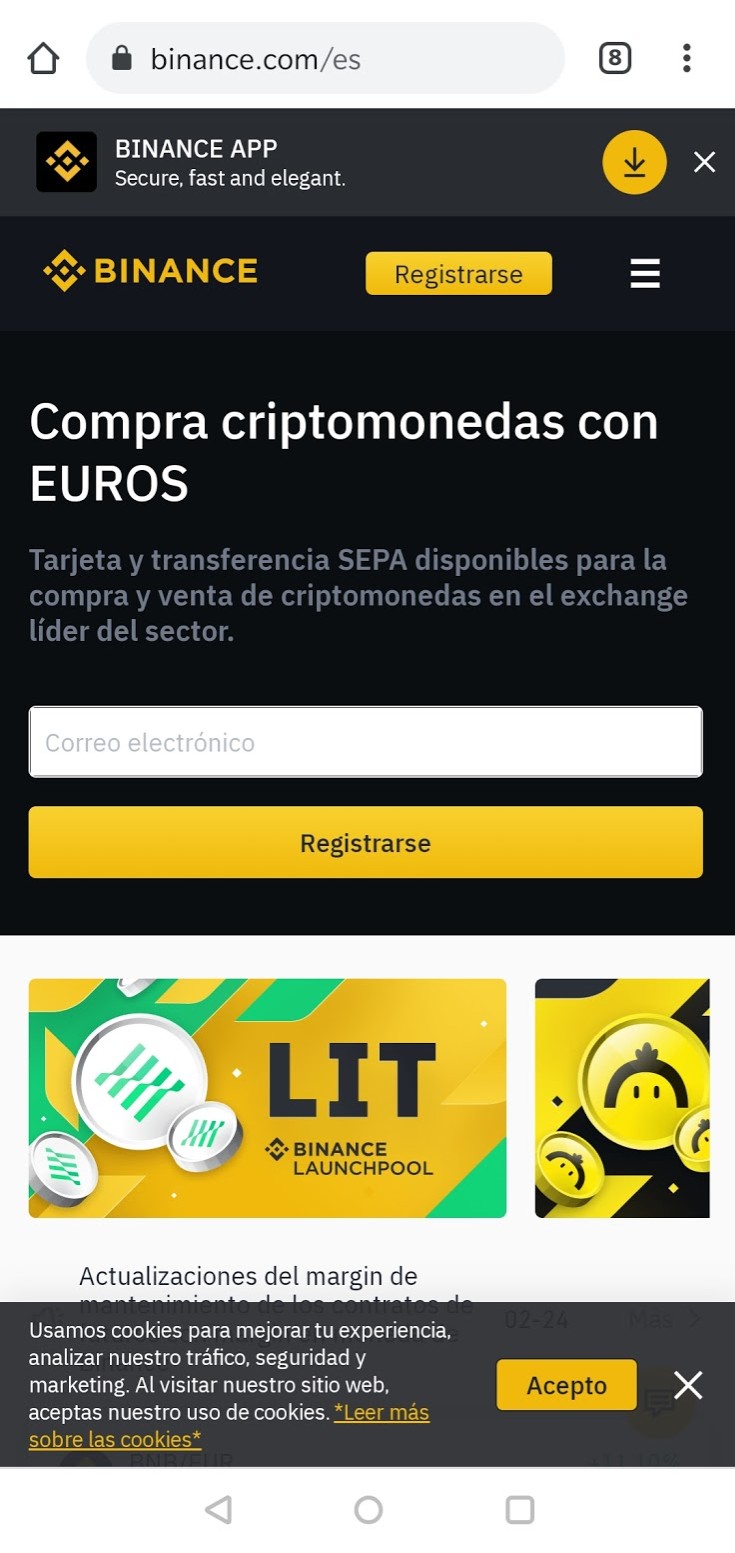 binance.com/es
8
BINANCE APP
Secure, fast and elegant.
BINANCE
Registrarse
Compra criptomonedas con
EUROS
Tarjeta y transferencia SEPA disponibles para la
compra y venta de criptomonedas en el exchange
líder del sector.
Correo electrónico
Registrarse
LIT
BINANCE
LAUNCHPOOL
Actualizaciones del margin de
mantenimiento de los contratos de
02-24
Más
Usamos cookies para mejorar tu experiencia,
analizar nuestro tráfico, seguridad y
marketing. Al visitar nuestro sitio web,
aceptas nuestro uso de cookies. *Leer más
sobre las cookies*
Acepto
BNB/EUR